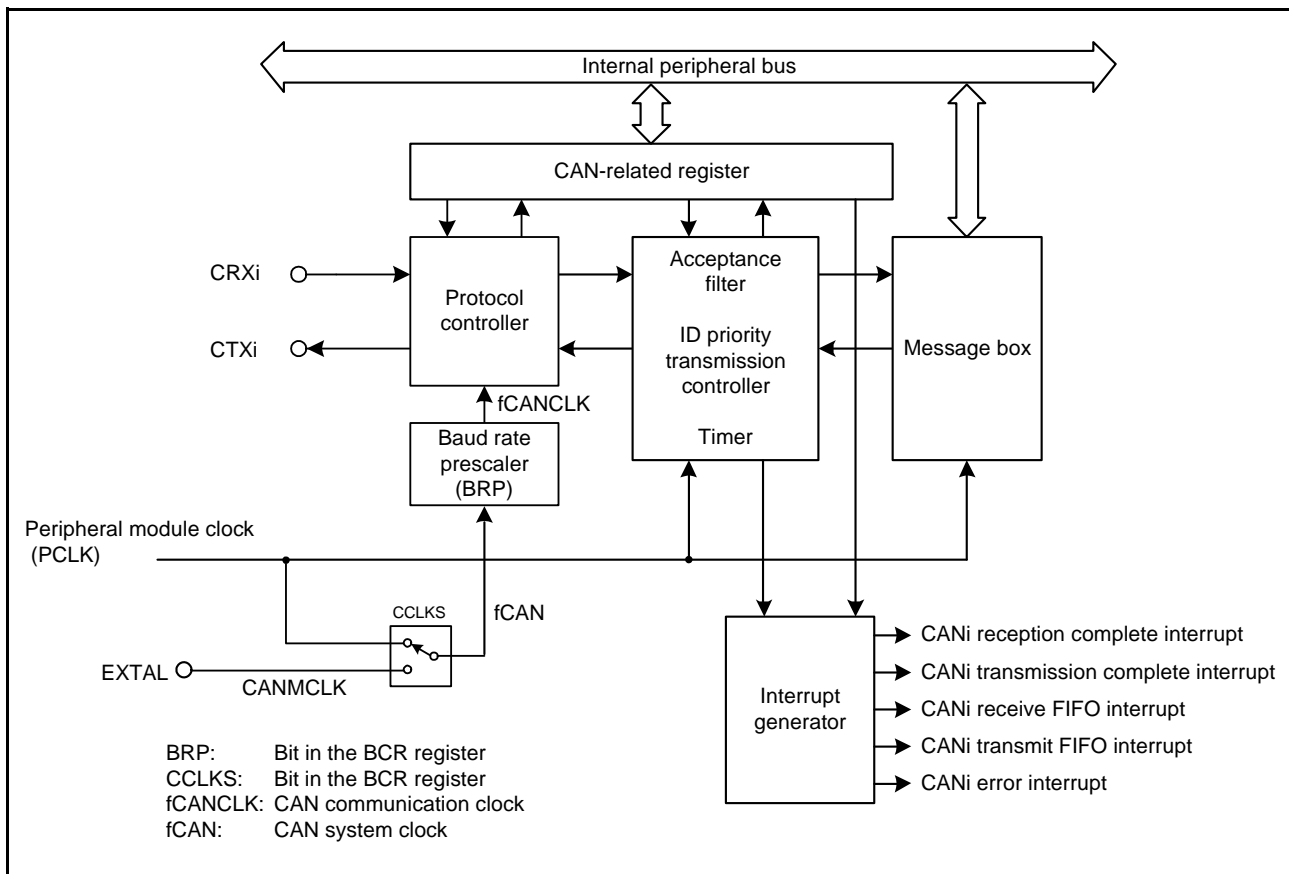 Internal peripheral bus
CAN-related register
CRXi
CTXi
Protocol
controller
Acceptance
filter
ID priority
transmission
controller
Timer
Message box
fCANCLK
Baud rate
prescaler
(BRP)
Peripheral module clock
(PCLK)
CCLKS
fCAN
EXTAL
CANMCLK
Interrupt
generator
CANi reception complete interrupt
CANi transmission complete interrupt
CANi receive FIFO interrupt
CANi transmit FIFO interrupt
CANi error interrupt
BRP: Bit in the BCR register
CCLKS: Bit in the BCR register
fCANCLK: CAN communication clock
fCAN: CAN system clock